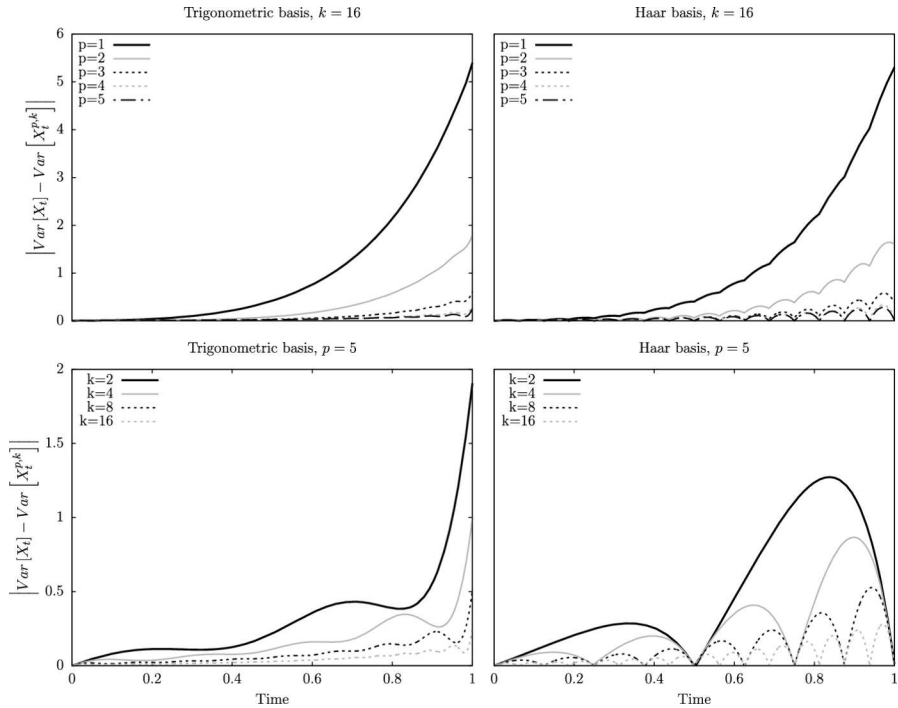 Trigonometric basis, k = 16
Haar basis, k = 16
|Var [X_t] − Var [X_t^{p,k}]|
6
5
4
3
2
1
0
p=1
p=2
p=3
p=4
p=5
p=1
p=2
p=3
p=4
p=5
Trigonometric basis, p = 5
Haar basis, p = 5
|Var [X_t] − Var [X_t^{p,k}]|
2
1.5
1
0.5
0
k=2
k=4
k=8
k=16
k=2
k=4
k=8
k=16
0 0.2 0.4 0.6 0.8 1
0 0.2 0.4 0.6 0.8 1
Time
Time